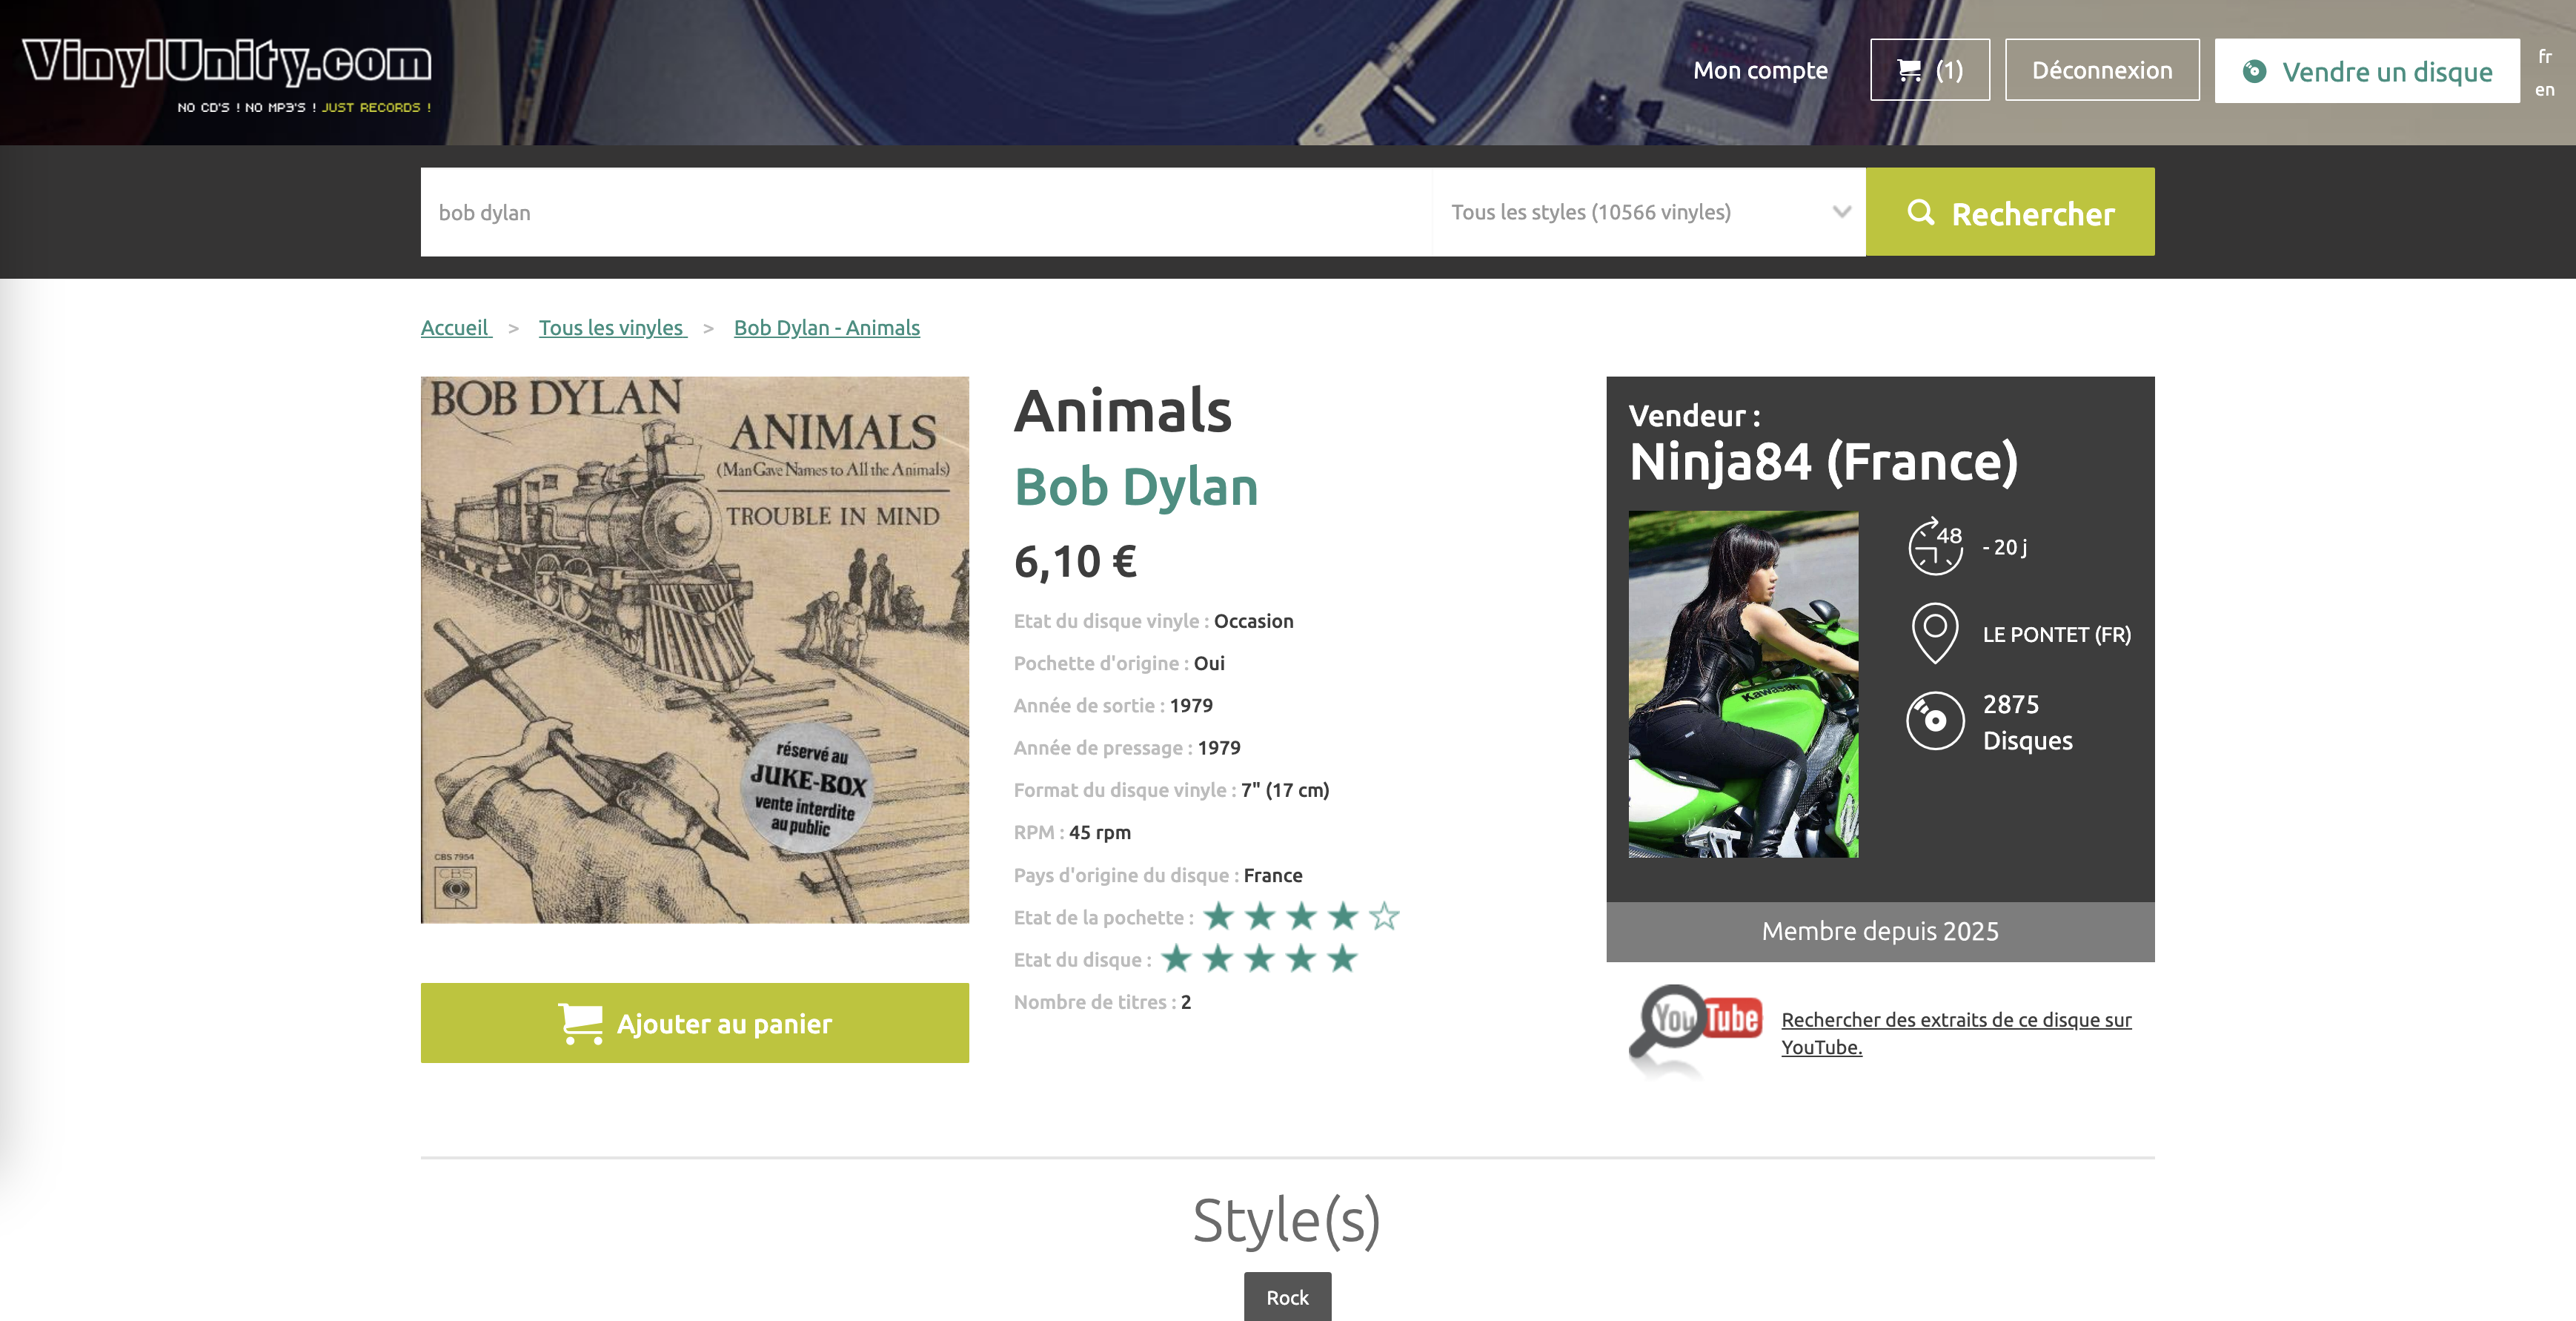 VinylUnity.com
NO CD'S ! NO MP3'S ! JUST RECORDS !
Mon compte
(1)
Déconnexion
Vendre un disque
fr
en
bob dylan
Tous les styles (10566 vinyles)
Rechercher
Accueil > Tous les vinyles > Bob Dylan - Animals
BOB DYLAN
ANIMALS
(Man Gave Names to All the Animals)
TROUBLE IN MIND
réservé au
JUKE-BOX
vente interdite
au public
CBS 7954
CBS
Ajouter au panier
Animals
Bob Dylan
6,10 €
Etat du disque vinyle : Occasion
Pochette d'origine : Oui
Année de sortie : 1979
Année de pressage : 1979
Format du disque vinyle : 7" (17 cm)
RPM : 45 rpm
Pays d'origine du disque : France
Etat de la pochette :
Etat du disque :
Nombre de titres : 2
Vendeur :
Ninja84 (France)
Kawasaki
48
- 20 j
LE PONTET (FR)
2875
Disques
Membre depuis 2025
YouTube
Rechercher des extraits de ce disque sur
YouTube.
Style(s)
Rock